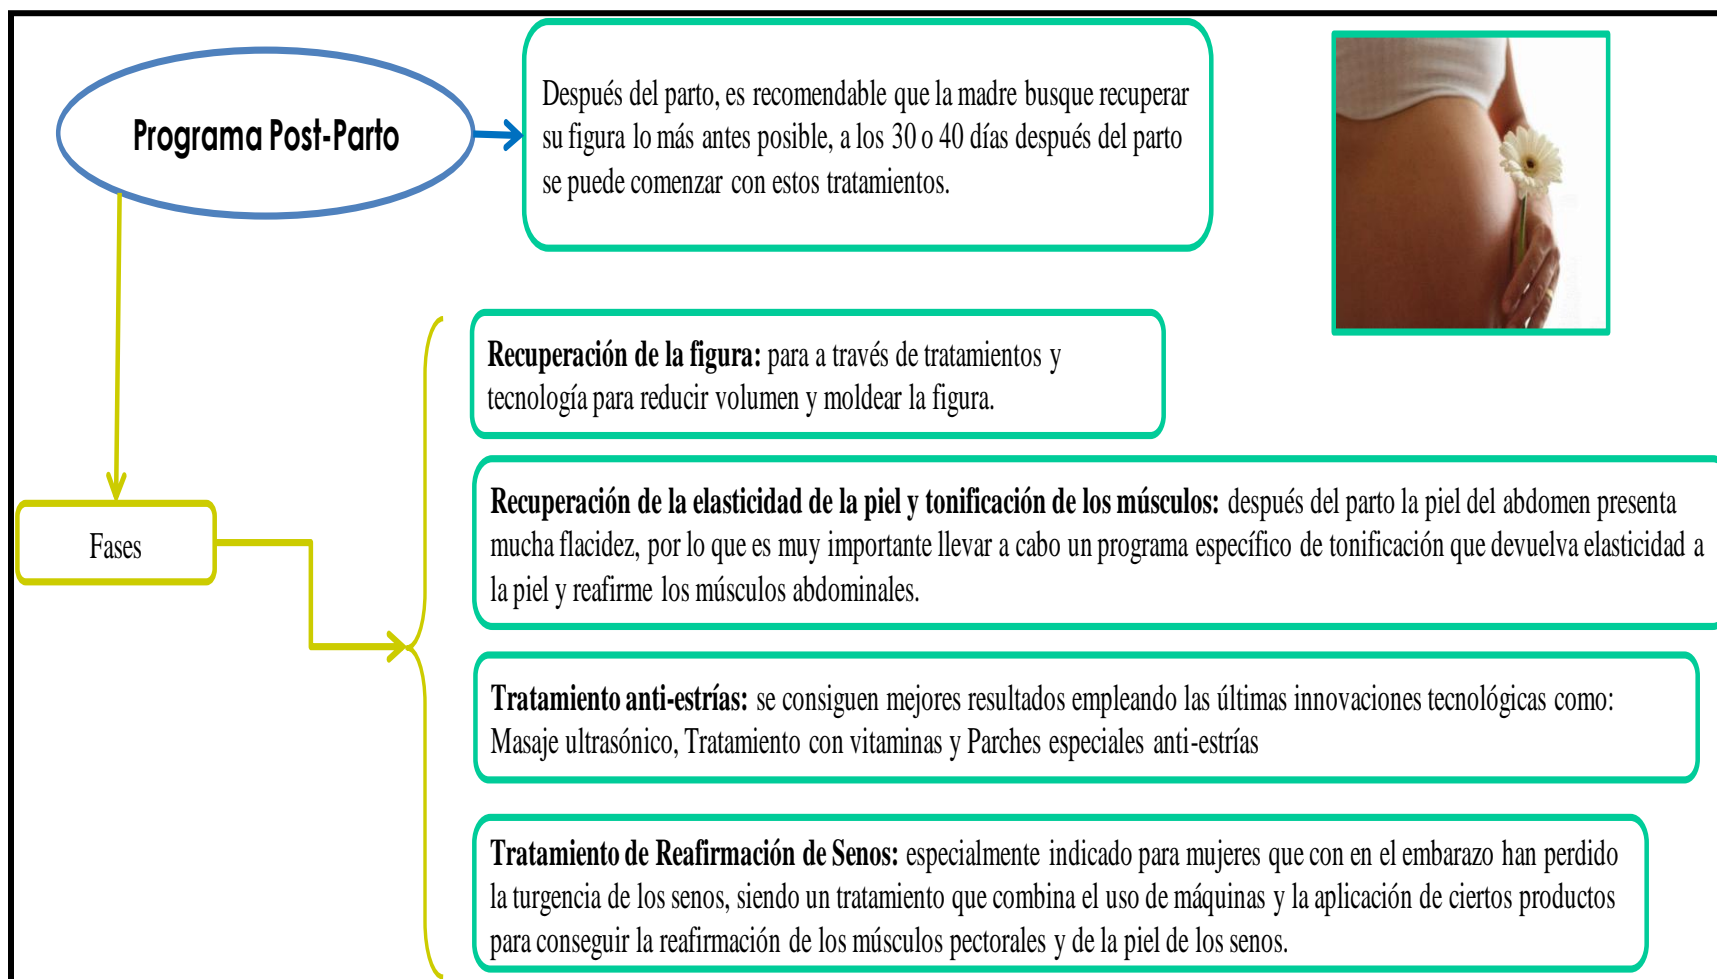 Programa Post-Parto
Después del parto, es recomendable que la madre busque recuperar
su figura lo más antes posible, a los 30 o 40 días después del parto
se puede comenzar con estos tratamientos.
Recuperación de la figura: para a través de tratamientos y
tecnología para reducir volumen y moldear la figura.
Recuperación de la elasticidad de la piel y tonificación de los músculos: después del parto la piel del abdomen presenta
mucha flacidez, por lo que es muy importante llevar a cabo un programa específico de tonificación que devuelva elasticidad a
la piel y reafirme los músculos abdominales.
Fases
Tratamiento anti-estrías: se consiguen mejores resultados empleando las últimas innovaciones tecnológicas como:
Masaje ultrasónico, Tratamiento con vitaminas y Parches especiales anti-estrías
Tratamiento de Reafirmación de Senos: especialmente indicado para mujeres que con en el embarazo han perdido
la turgencia de los senos, siendo un tratamiento que combina el uso de máquinas y la aplicación de ciertos productos
para conseguir la reafirmación de los músculos pectorales y de la piel de los senos.